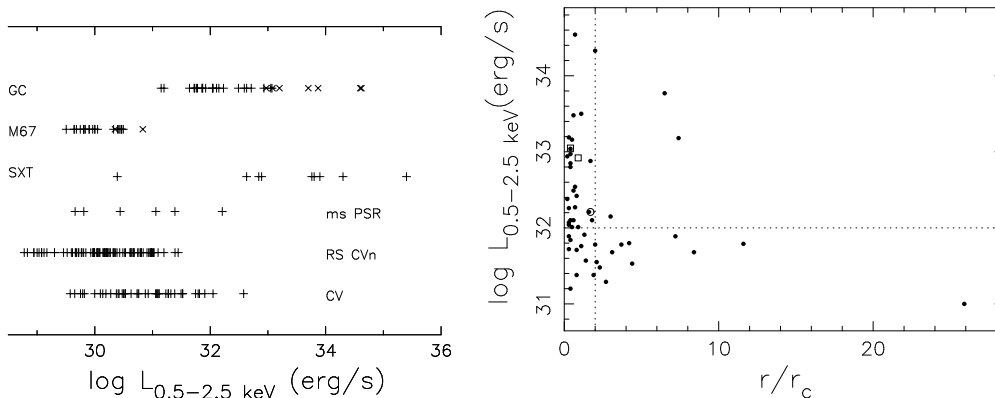 GC
M67
SXT
ms PSR
RS CVn
CV
30 32 34 36
log L0.5−2.5 keV (erg/s)
log L0.5−2.5 keV(erg/s)
34
33
32
31
0 10 20
r/rc